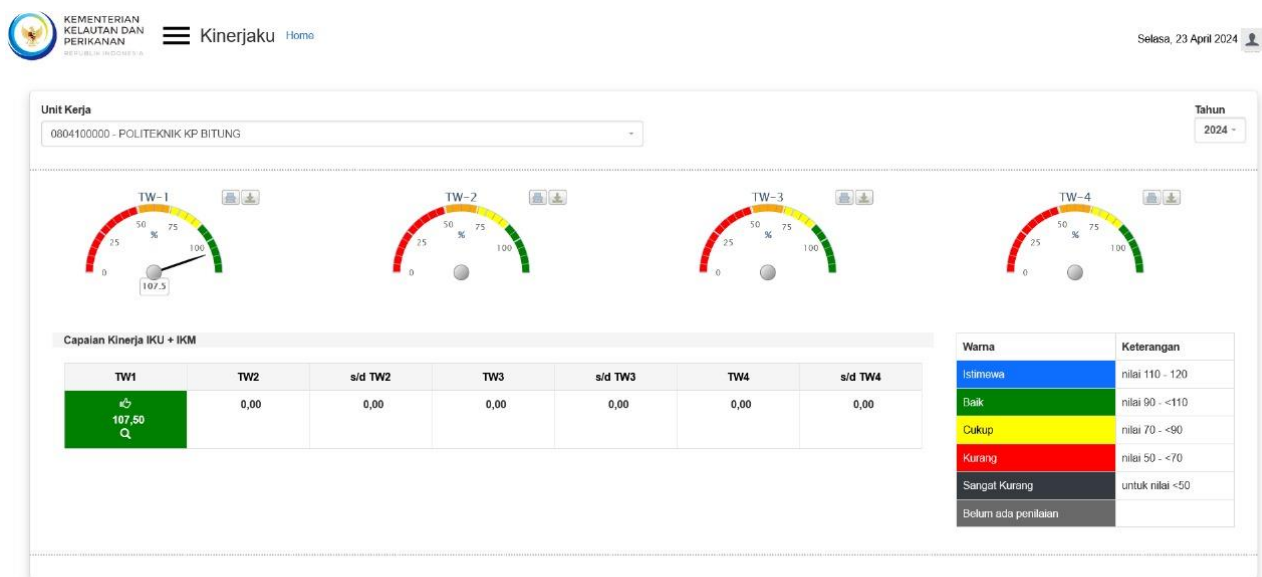 KEMENTERIAN
KELAUTAN DAN
PERIKANAN
REPUBLIK INDONESIA
Kinerjaku Home
Selasa, 23 April 2024
Unit Kerja
Tahun
0804100000 - POLITEKNIK KP BITUNG
2024
TW-1
0 25 50 75 100
%
107.5
TW-2
0 25 50 75 100
%
TW-3
0 25 50 75 100
%
TW-4
0 25 50 75 100
%
Capaian Kinerja IKU + IKM
TW1 TW2 s/d TW2 TW3 s/d TW3 TW4 s/d TW4
107,50 0,00 0,00 0,00 0,00 0,00 0,00
Warna Keterangan
Istimewa nilai 110 - 120
Baik nilai 90 - <110
Cukup nilai 70 - <90
Kurang nilai 50 - <70
Sangat Kurang untuk nilai <50
Belum ada penilaian